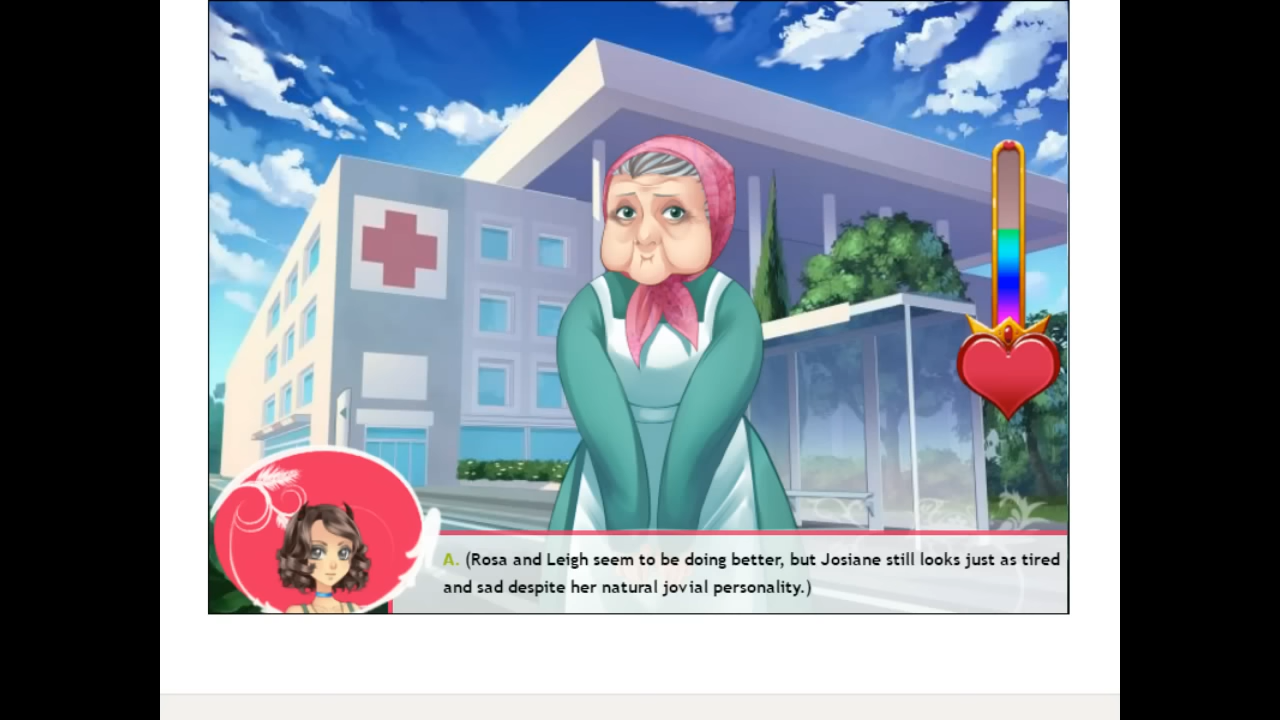 A. (Rosa and Leigh seem to be doing better, but Josiane still looks just as tired
and sad despite her natural jovial personality.)